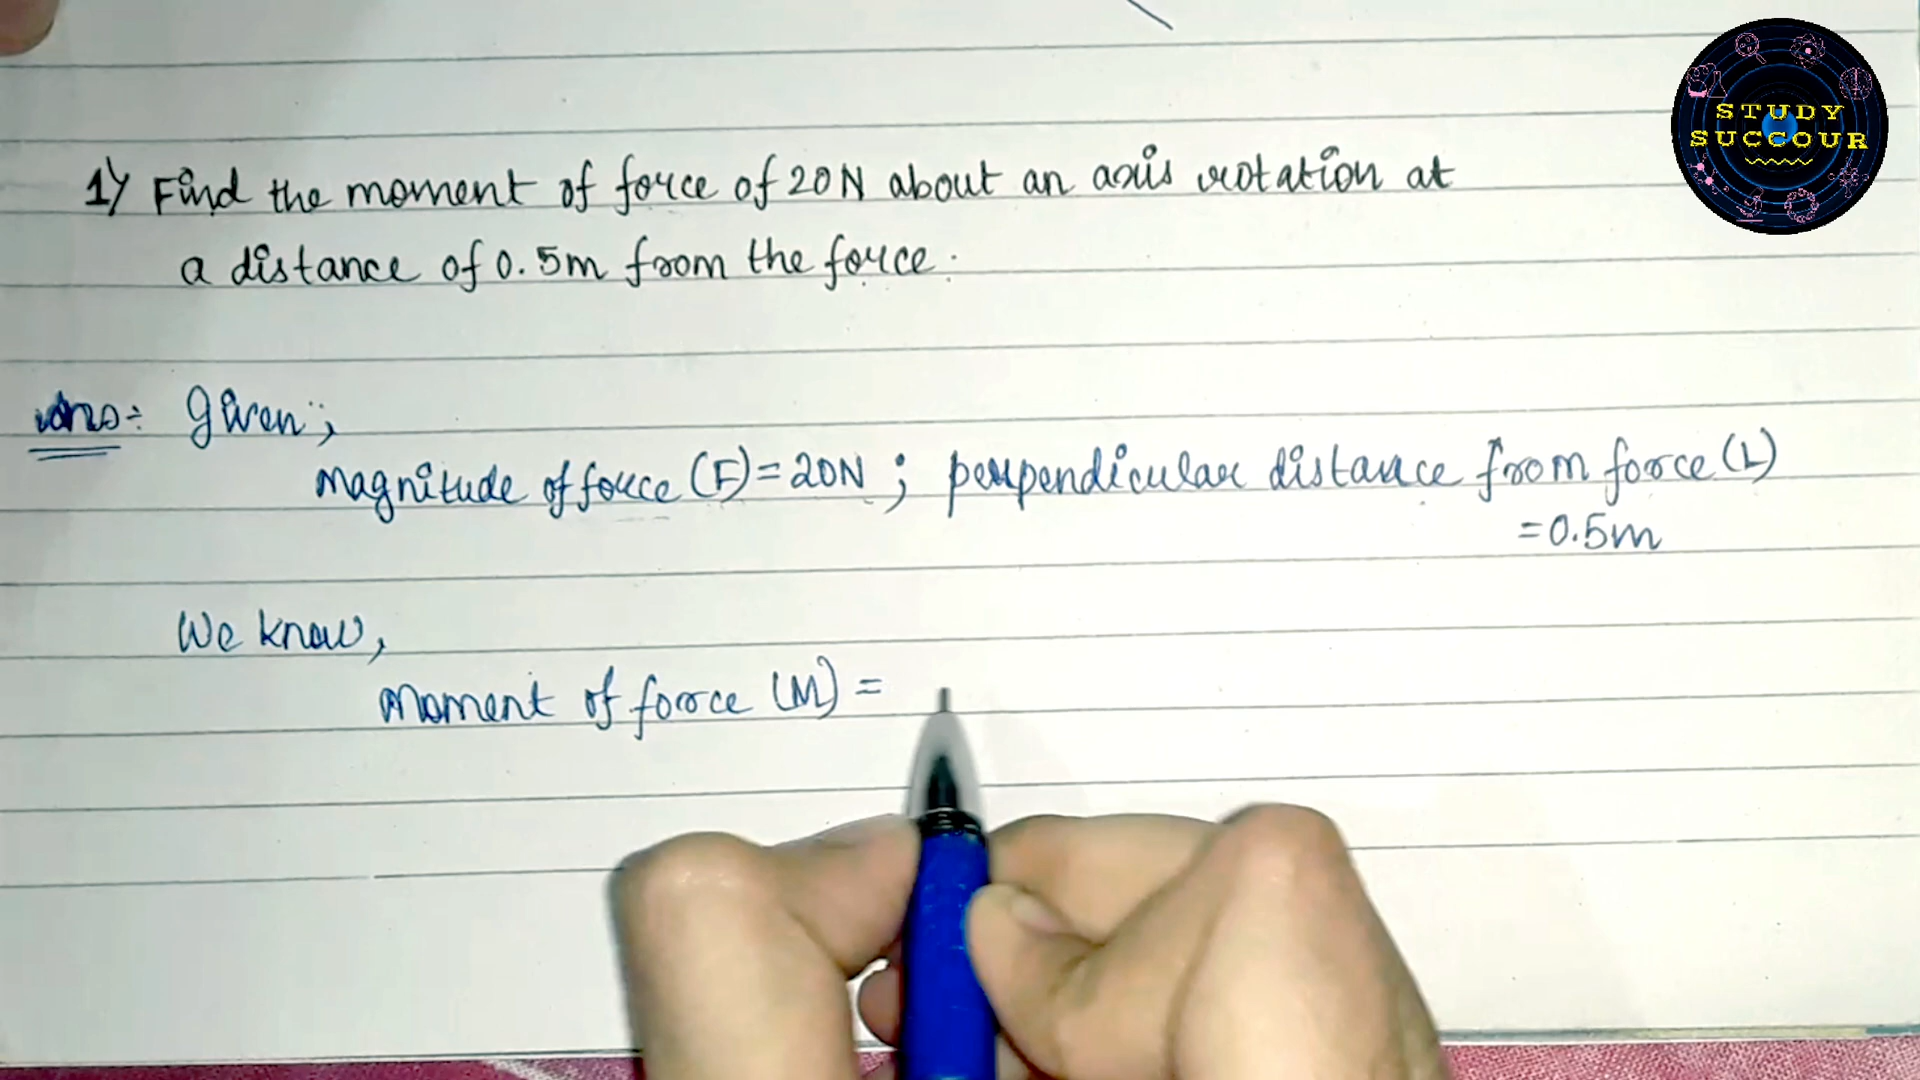 1) Find the moment of force of 20N about an axis rotation at
a distance of 0.5m from the force.
Ans:- Given;
magnitude of force (F) = 20N ; perpendicular distance from force (L)
= 0.5m
We know,
Moment of force (M) =
STUDY
SUCCOUR